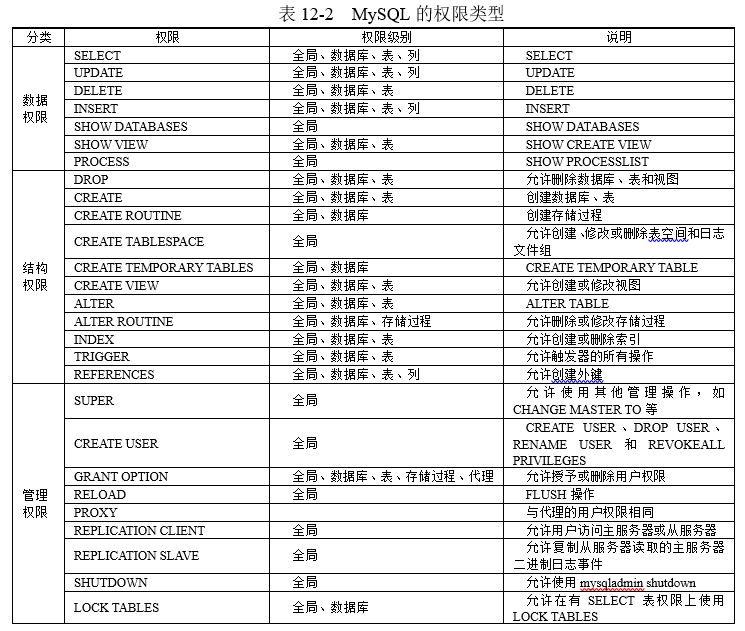 表 12-2 MySQL 的权限类型
分类 权限 权限级别 说明
数据
权限
SELECT 全局、数据库、表、列 SELECT
UPDATE 全局、数据库、表、列 UPDATE
DELETE 全局、数据库、表 DELETE
INSERT 全局、数据库、表、列 INSERT
SHOW DATABASES 全局 SHOW DATABASES
SHOW VIEW 全局、数据库、表 SHOW CREATE VIEW
PROCESS 全局 SHOW PROCESSLIST
结构
权限
DROP 全局、数据库、表 允许删除数据库、表和视图
CREATE 全局、数据库、表 创建数据库、表
CREATE ROUTINE 全局、数据库 创建存储过程
CREATE TABLESPACE 全局 允许创建、修改或删除表空间和日志
文件组
CREATE TEMPORARY TABLES 全局、数据库 CREATE TEMPORARY TABLE
CREATE VIEW 全局、数据库、表 允许创建或修改视图
ALTER 全局、数据库、表 ALTER TABLE
ALTER ROUTINE 全局、数据库、存储过程 允许删除或修改存储过程
INDEX 全局、数据库、表 允许创建或删除索引
TRIGGER 全局、数据库、表 允许触发器的所有操作
REFERENCES 全局、数据库、表、列 允许创建外键
管理
权限
SUPER 全局 允许使用其他管理操作，如
CHANGE MASTER TO 等
CREATE USER 全局 CREATE USER、DROP USER、
RENAME USER 和 REVOKEALL
PRIVILEGES
GRANT OPTION 全局、数据库、表、存储过程、代理 允许授予或删除用户权限
RELOAD 全局 FLUSH 操作
PROXY 与代理的用户权限相同
REPLICATION CLIENT 全局 允许用户访问主服务器或从服务器
REPLICATION SLAVE 全局 允许复制从服务器读取的主服务器
二进制日志事件
SHUTDOWN 全局 允许使用 mysqladmin shutdown
LOCK TABLES 全局、数据库 允许在有 SELECT 表权限上使用
LOCK TABLES